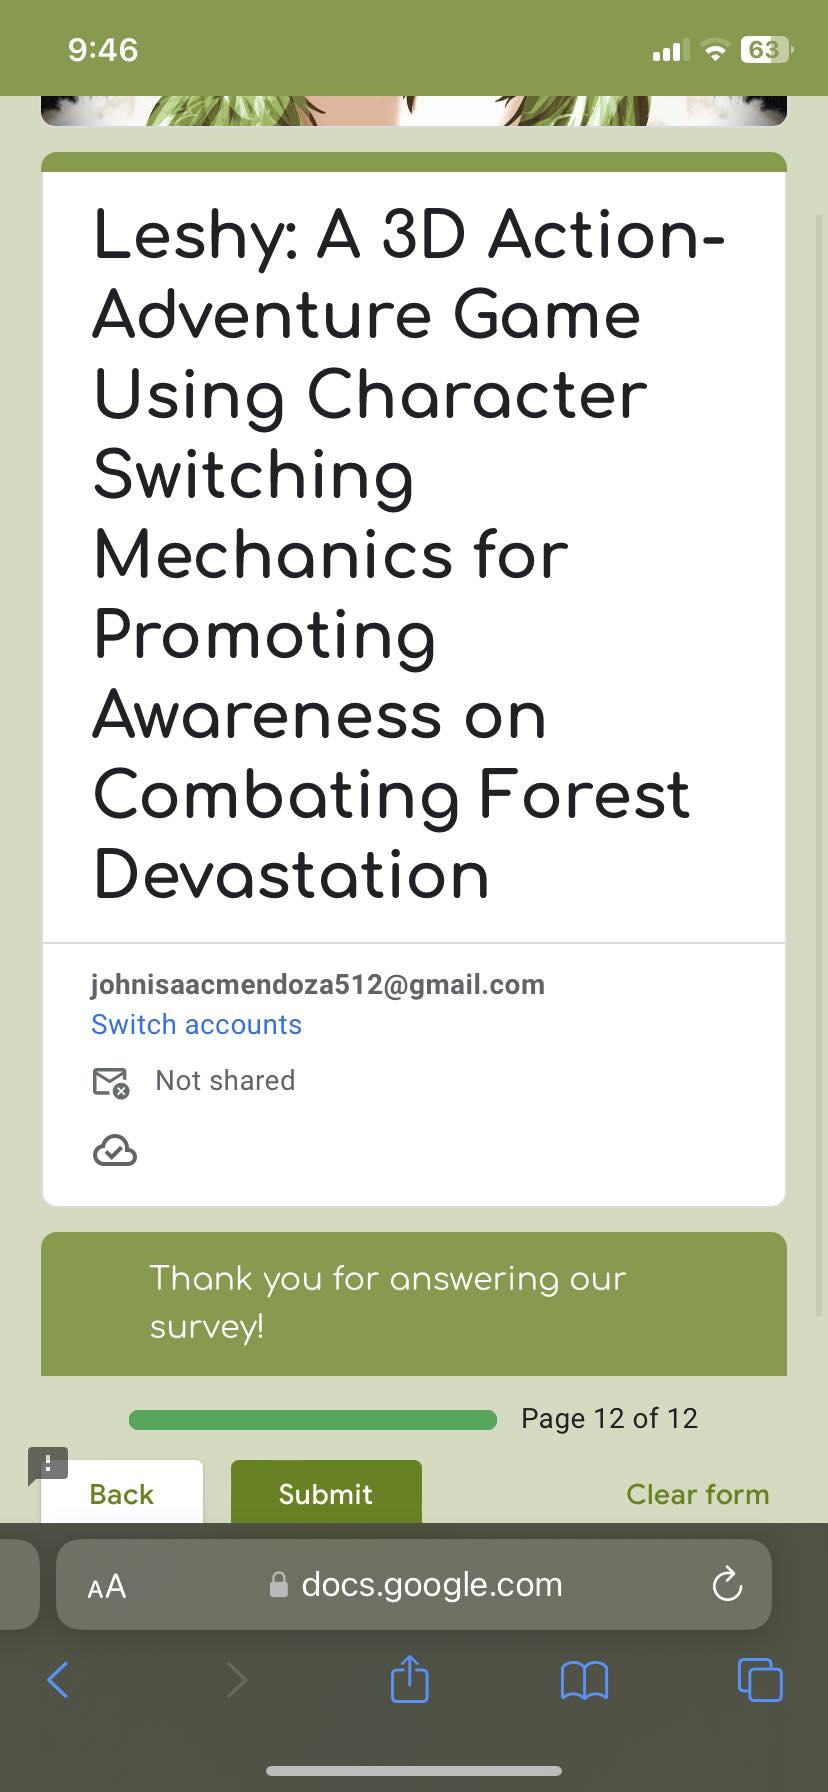 9:46
63
Leshy: A 3D Action-
Adventure Game
Using Character
Switching
Mechanics for
Promoting
Awareness on
Combating Forest
Devastation
johnisaacmendoza512@gmail.com
Switch accounts
Not shared
Thank you for answering our
survey!
Page 12 of 12
Back
Submit
Clear form
AA
docs.google.com